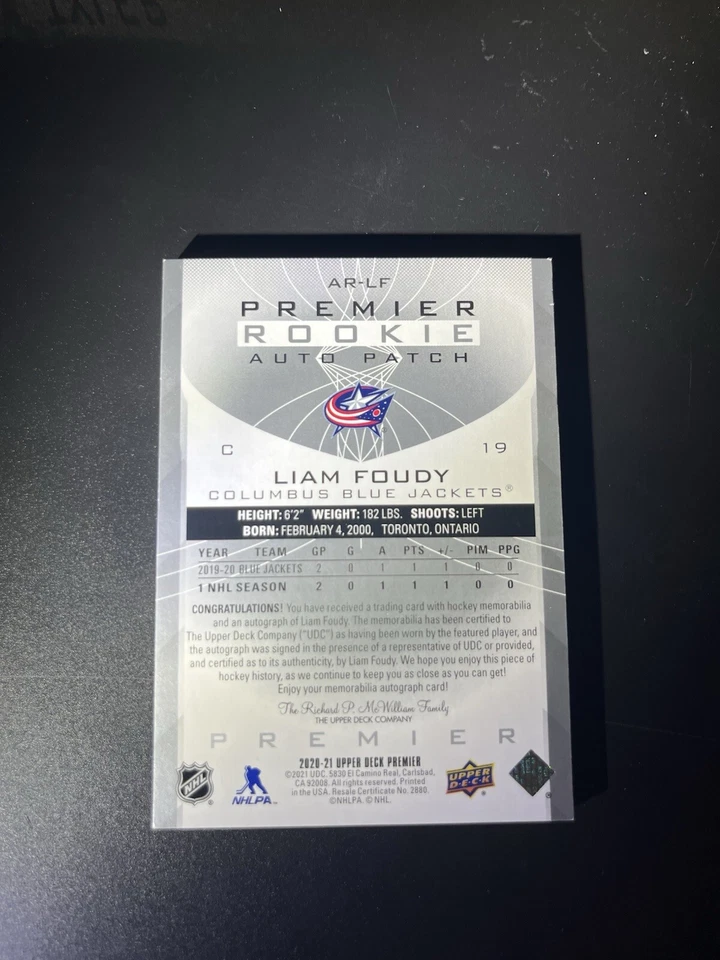 AR-LF
PREMIER
ROOKIE
AUTO PATCH
C 19
LIAM FOUDY
COLUMBUS BLUE JACKETS®
HEIGHT: 6'2" WEIGHT: 182 LBS. SHOOTS: LEFT
BORN: FEBRUARY 4, 2000, TORONTO, ONTARIO
YEAR TEAM GP G A PTS +/- PIM PPG
2019-20 BLUE JACKETS 2 0 1 1 1 0 0
1 NHL SEASON 2 0 1 1 1 0 0
CONGRATULATIONS! You have received a trading card with hockey memorabilia
and an autograph of Liam Foudy. The memorabilia has been certified to
The Upper Deck Company ("UDC") as having been worn by the featured player, and
the autograph was signed in the presence of a representative of UDC or provided,
and certified as to its authenticity, by Liam Foudy. We hope you enjoy this piece of
hockey history, as we continue to keep you as close as you can get!
Enjoy your memorabilia autograph card!
The Richard P. McWilliam Family
THE UPPER DECK COMPANY
PREMIER
2020-21 UPPER DECK PREMIER
©2021 UDC. 5830 El Camino Real, Carlsbad,
CA 92008. All rights reserved. Printed
in the USA. Resale Certificate No. 2880.
©NHLPA. © NHL.
NHL
NHLPA
UPPER
DECK